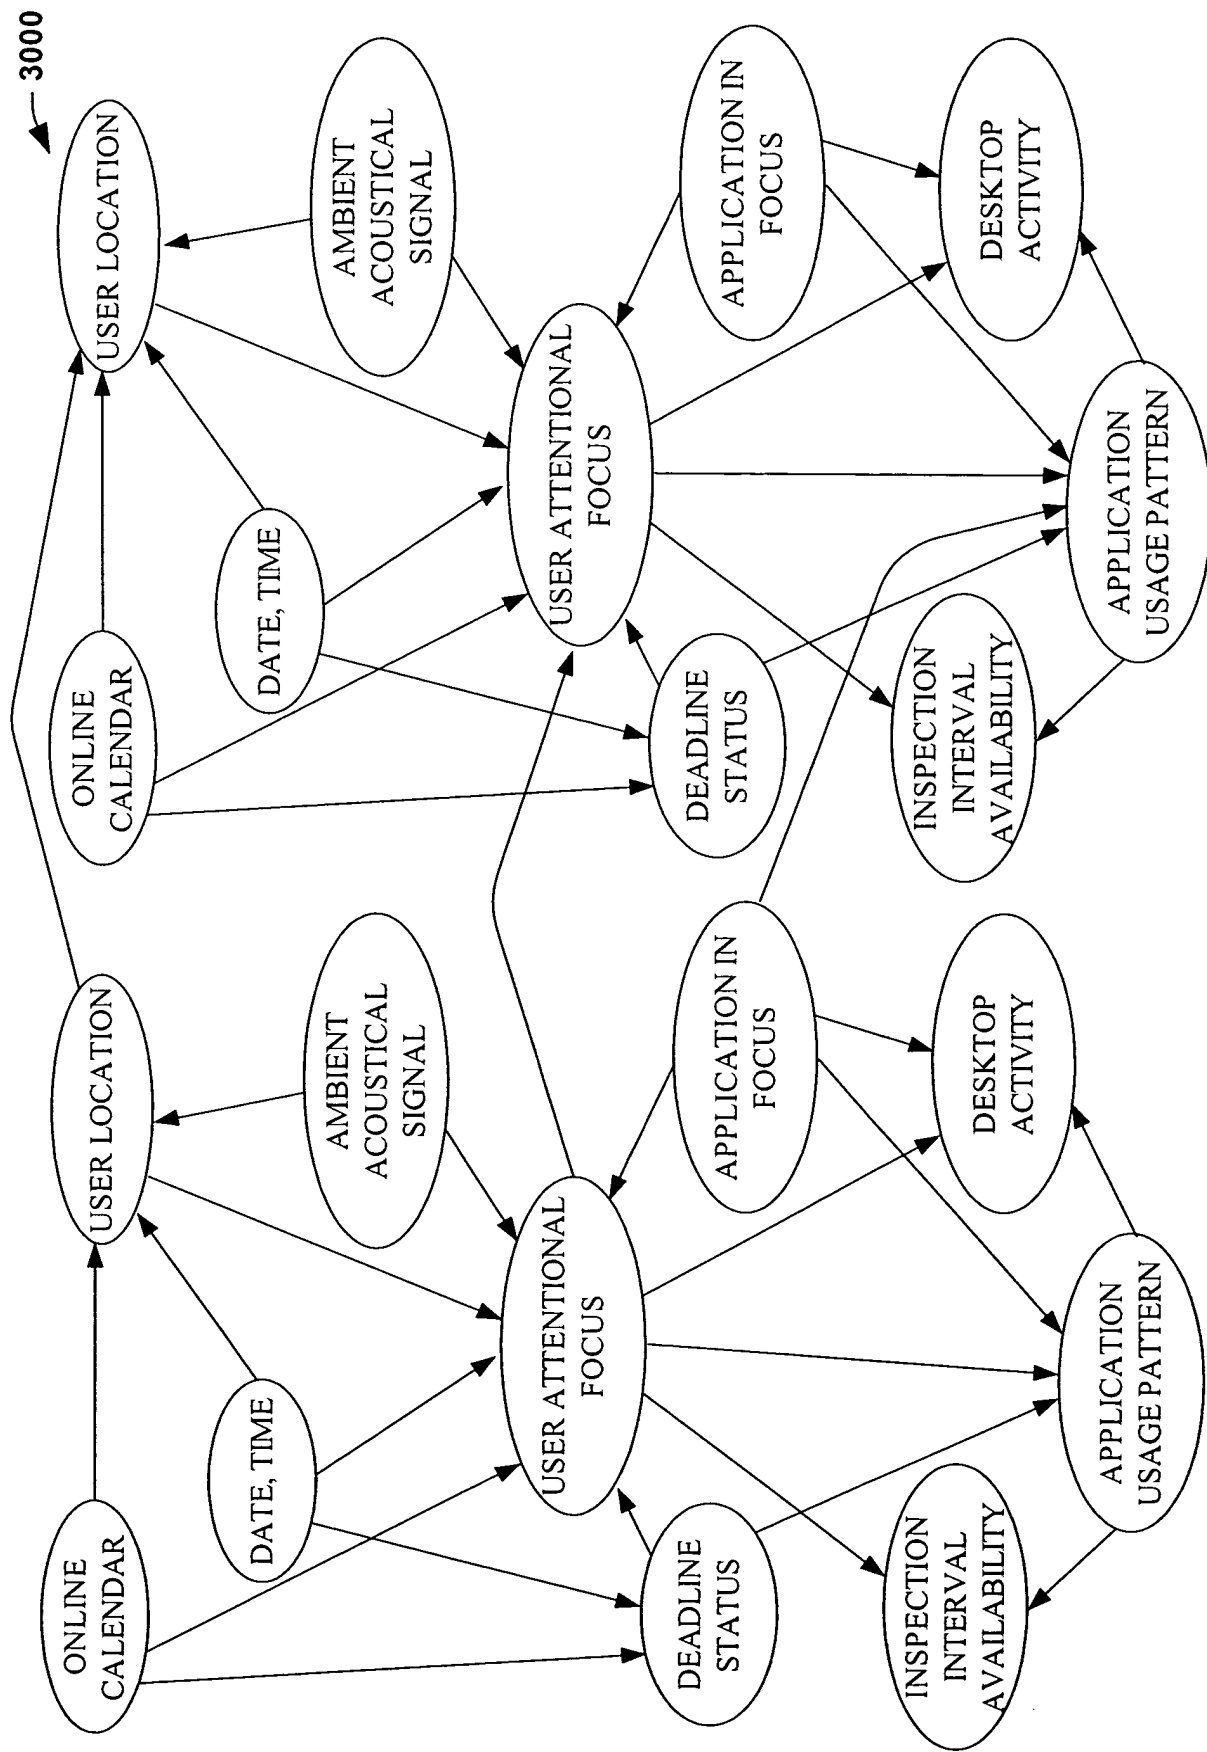 3000
ONLINE
CALENDAR
USER LOCATION
DATE, TIME
AMBIENT
ACOUSTICAL
SIGNAL
USER ATTENTIONAL
FOCUS
DEADLINE
STATUS
APPLICATION IN
FOCUS
INSPECTION
INTERVAL
AVAILABILITY
DESKTOP
ACTIVITY
APPLICATION
USAGE PATTERN
ONLINE
CALENDAR
USER LOCATION
DATE, TIME
AMBIENT
ACOUSTICAL
SIGNAL
USER ATTENTIONAL
FOCUS
DEADLINE
STATUS
APPLICATION IN
FOCUS
INSPECTION
INTERVAL
AVAILABILITY
DESKTOP
ACTIVITY
APPLICATION
USAGE PATTERN